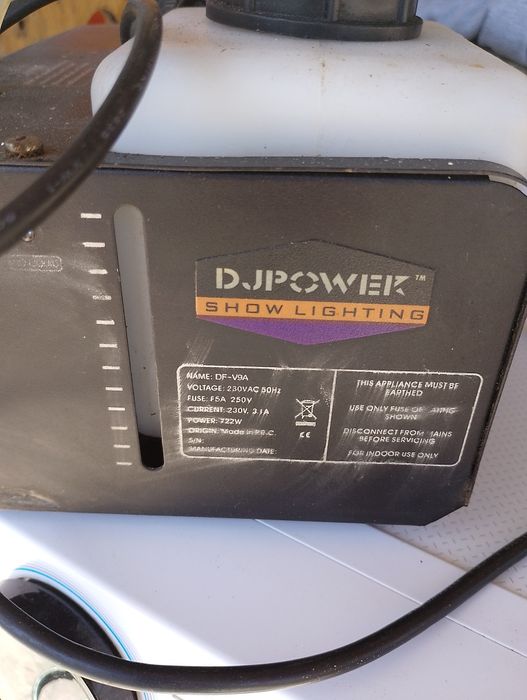 DJPOWER™
SHOW LIGHTING
NAME: DF-V9A
VOLTAGE: 230VAC 50Hz
FUSE: F5A 250V
CURRENT: 230V, 3.1A
POWER: 722W
ORIGIN: Made in P.R.C.
S/N:
MANUFACTURING DATE:
CE
THIS APPLIANCE MUST BE
EARTHED
USE ONLY FUSE OF
SHOWN
DISCONNECT FROM
BEFORE SERVICING
FOR INDOOR USE ONLY